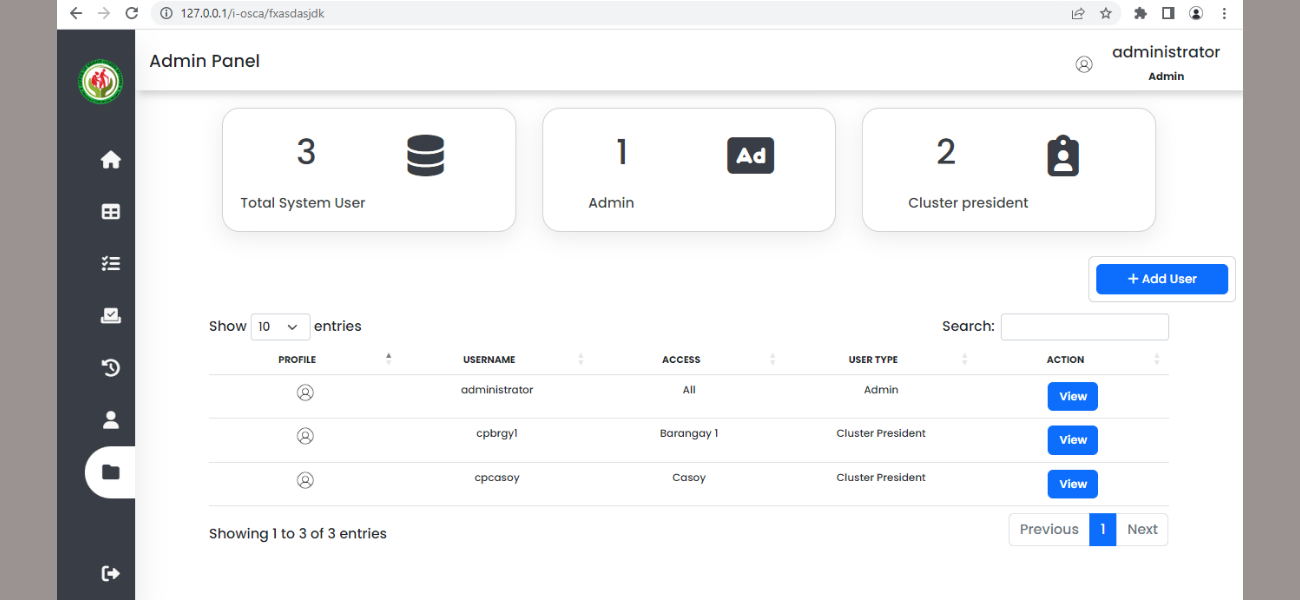 127.0.0.1/i-osca/fxasdasjdk
Admin Panel
administrator
Admin
3
Total System User
1
Ad
Admin
2
Cluster president
+ Add User
Show 10 entries
Search:
PROFILE USERNAME ACCESS USER TYPE ACTION
administrator All Admin View
cpbrgy1 Barangay 1 Cluster President View
cpcasoy Casoy Cluster President View
Showing 1 to 3 of 3 entries
Previous 1 Next